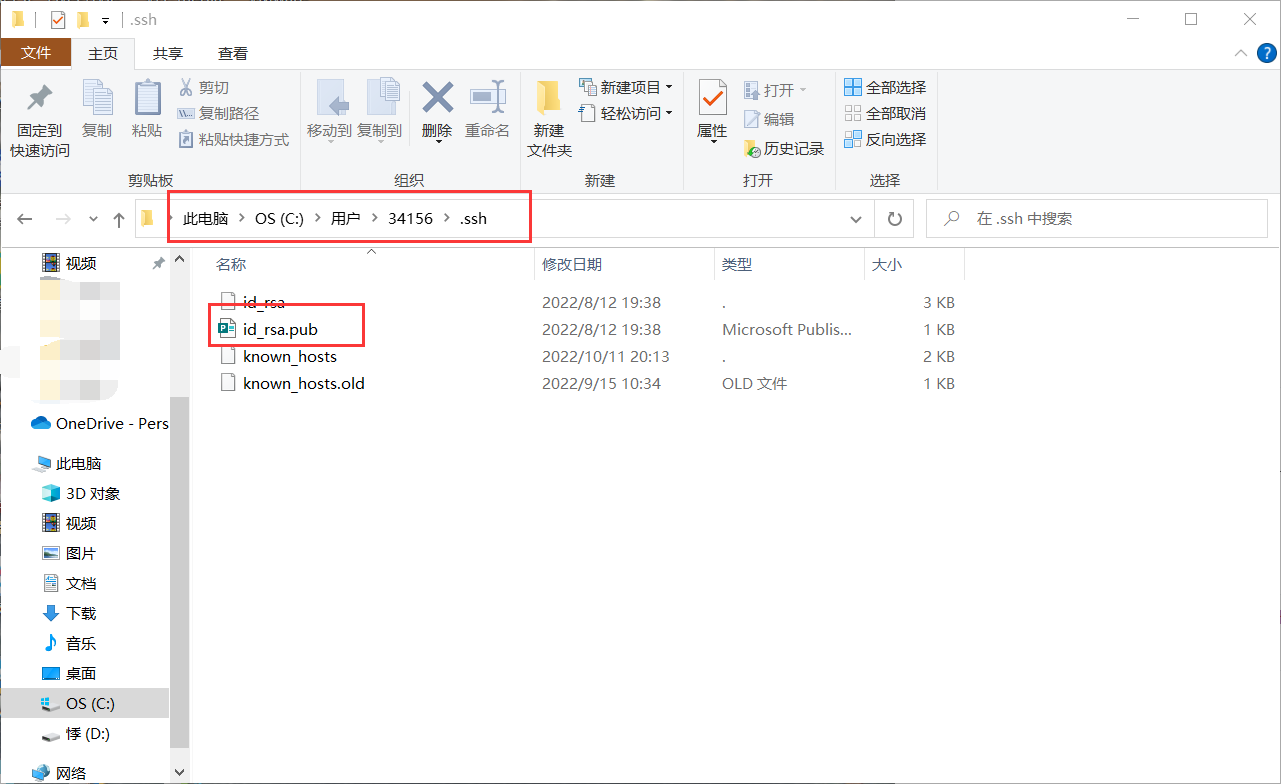 .ssh
文件 主页 共享 查看
固定到
快速访问
复制
粘贴
剪切
复制路径
粘贴快捷方式
剪贴板
移动到 复制到 删除 重命名
组织
新建
文件夹
新建项目
轻松访问
新建
属性
打开
编辑
历史记录
打开
全部选择
全部取消
反向选择
选择
此电脑 > OS (C:) > 用户 > 34156 > .ssh
在 .ssh 中搜索
名称 修改日期 类型 大小
id_rsa 2022/8/12 19:38 . 3 KB
id_rsa.pub 2022/8/12 19:38 Microsoft Publis... 1 KB
known_hosts 2022/10/11 20:13 . 2 KB
known_hosts.old 2022/9/15 10:34 OLD 文件 1 KB
视频
OneDrive - Pers
此电脑
3D 对象
视频
图片
文档
下载
音乐
桌面
OS (C:)
悸 (D:)
网络